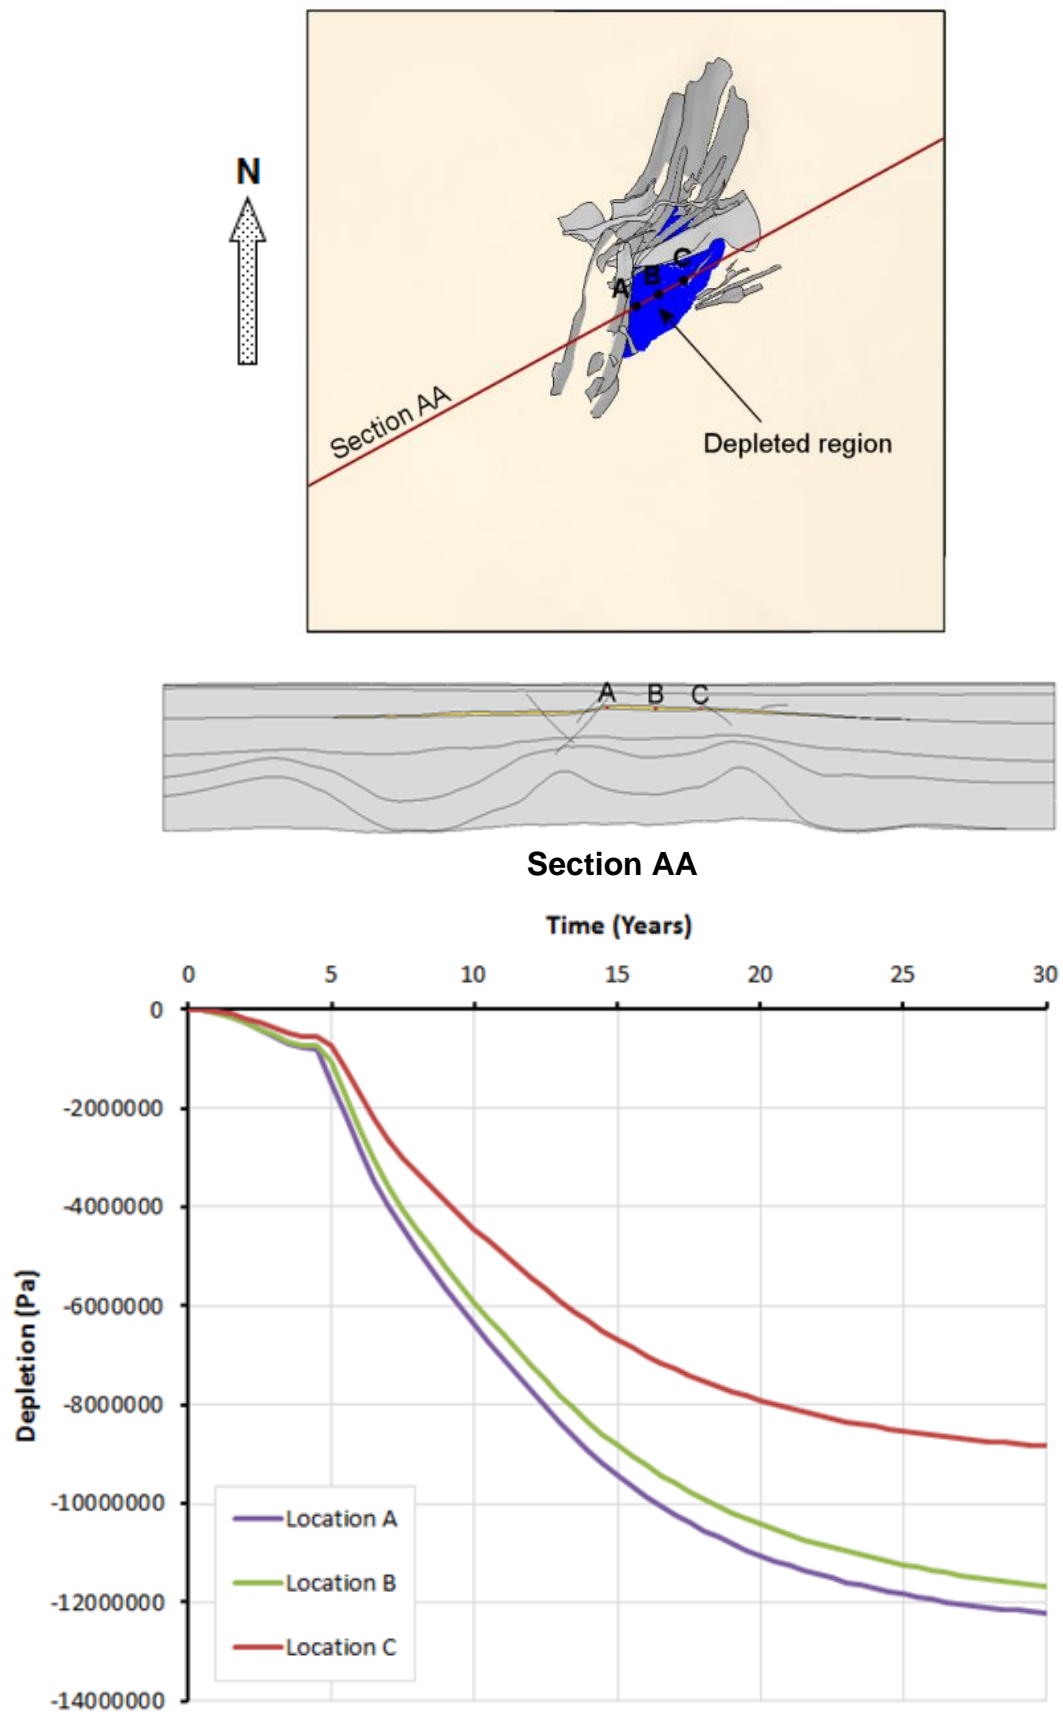 N
A
B
C
Section AA
Depleted region
A
B
C
Section AA
Time (Years)
0 5 10 15 20 25 30
0
-2000000
-4000000
-6000000
-8000000
-10000000
-12000000
-14000000
Depletion (Pa)
Location A
Location B
Location C